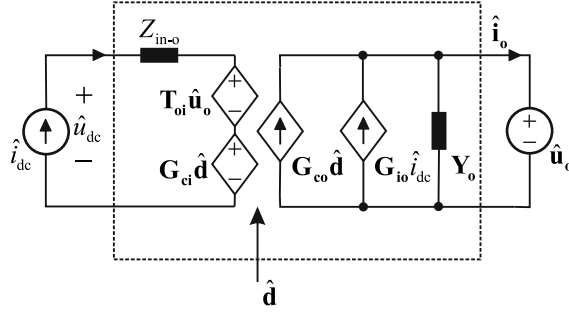 Z_in-o
î_o
+
−
T_oi û_o
+
−
î_dc
+
û_dc
−
G_ci d̂
+
−
G_co d̂
G_io î_dc
Y_o
+
−
û_o
d̂